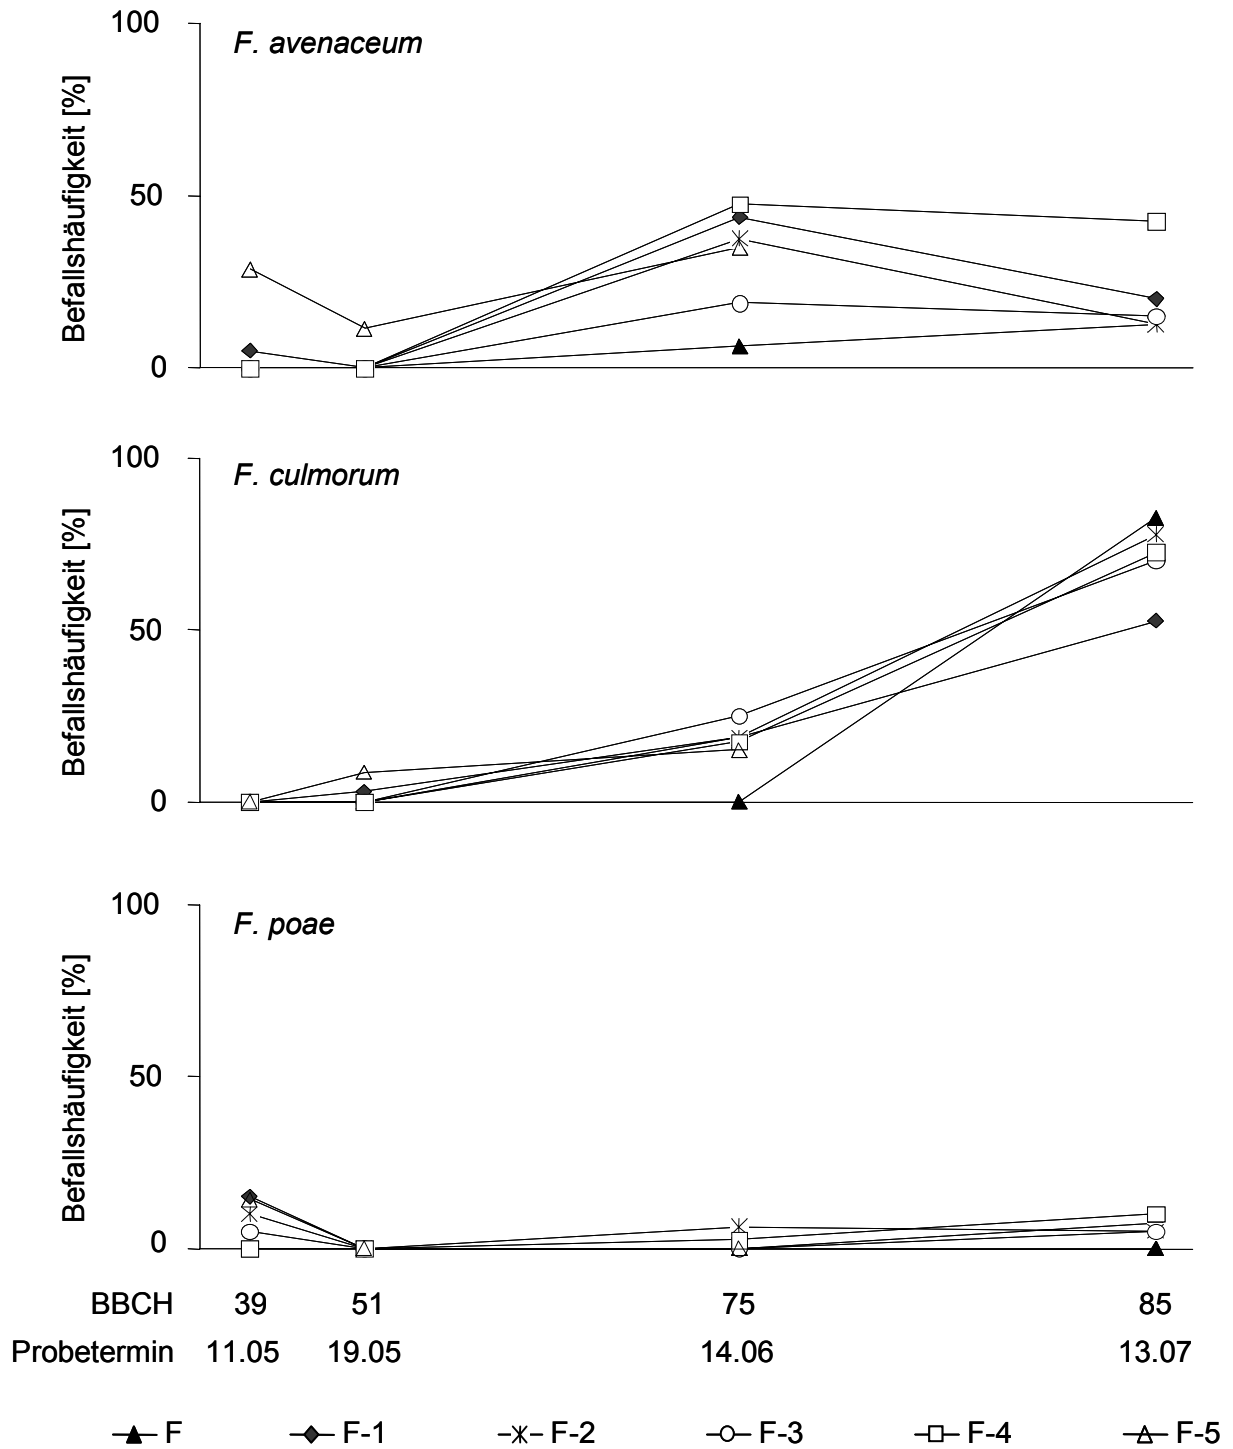 100
F. avenaceum
Befallshäufigkeit [%]
50
0
100
F. culmorum
Befallshäufigkeit [%]
50
0
100
F. poae
Befallshäufigkeit [%]
50
0
BBCH 39 51 75 85
Probetermin 11.05 19.05 14.06 13.07
F F-1 F-2 F-3 F-4 F-5